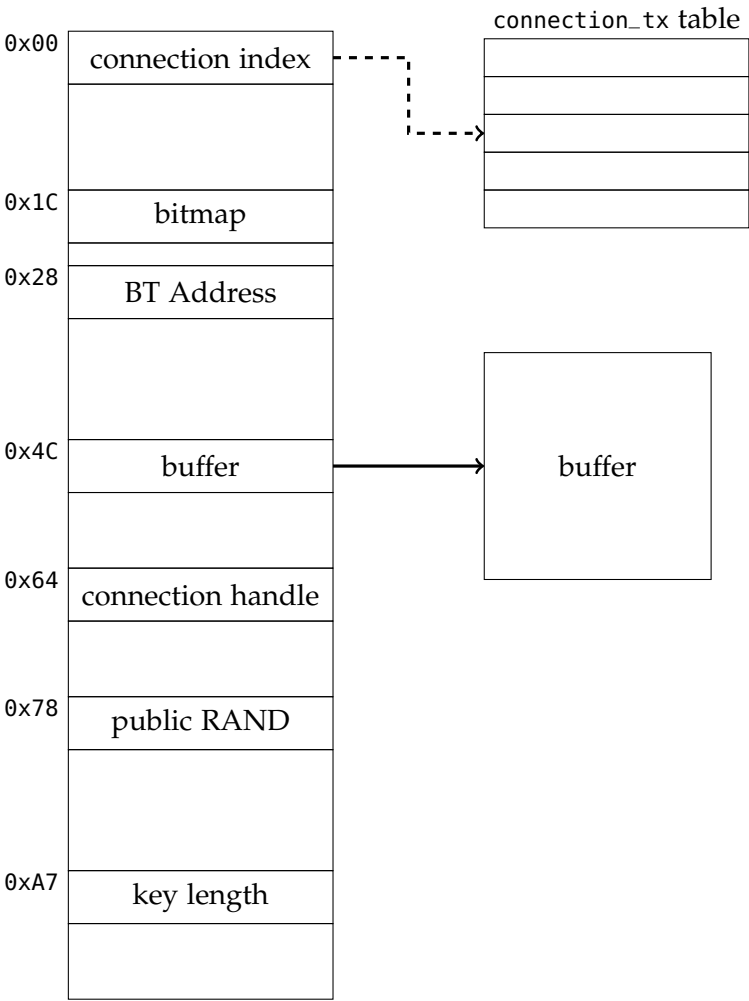 connection_tx table
0x00
connection index
0x1C
bitmap
0x28
BT Address
0x4C
buffer
buffer
0x64
connection handle
0x78
public RAND
0xA7
key length